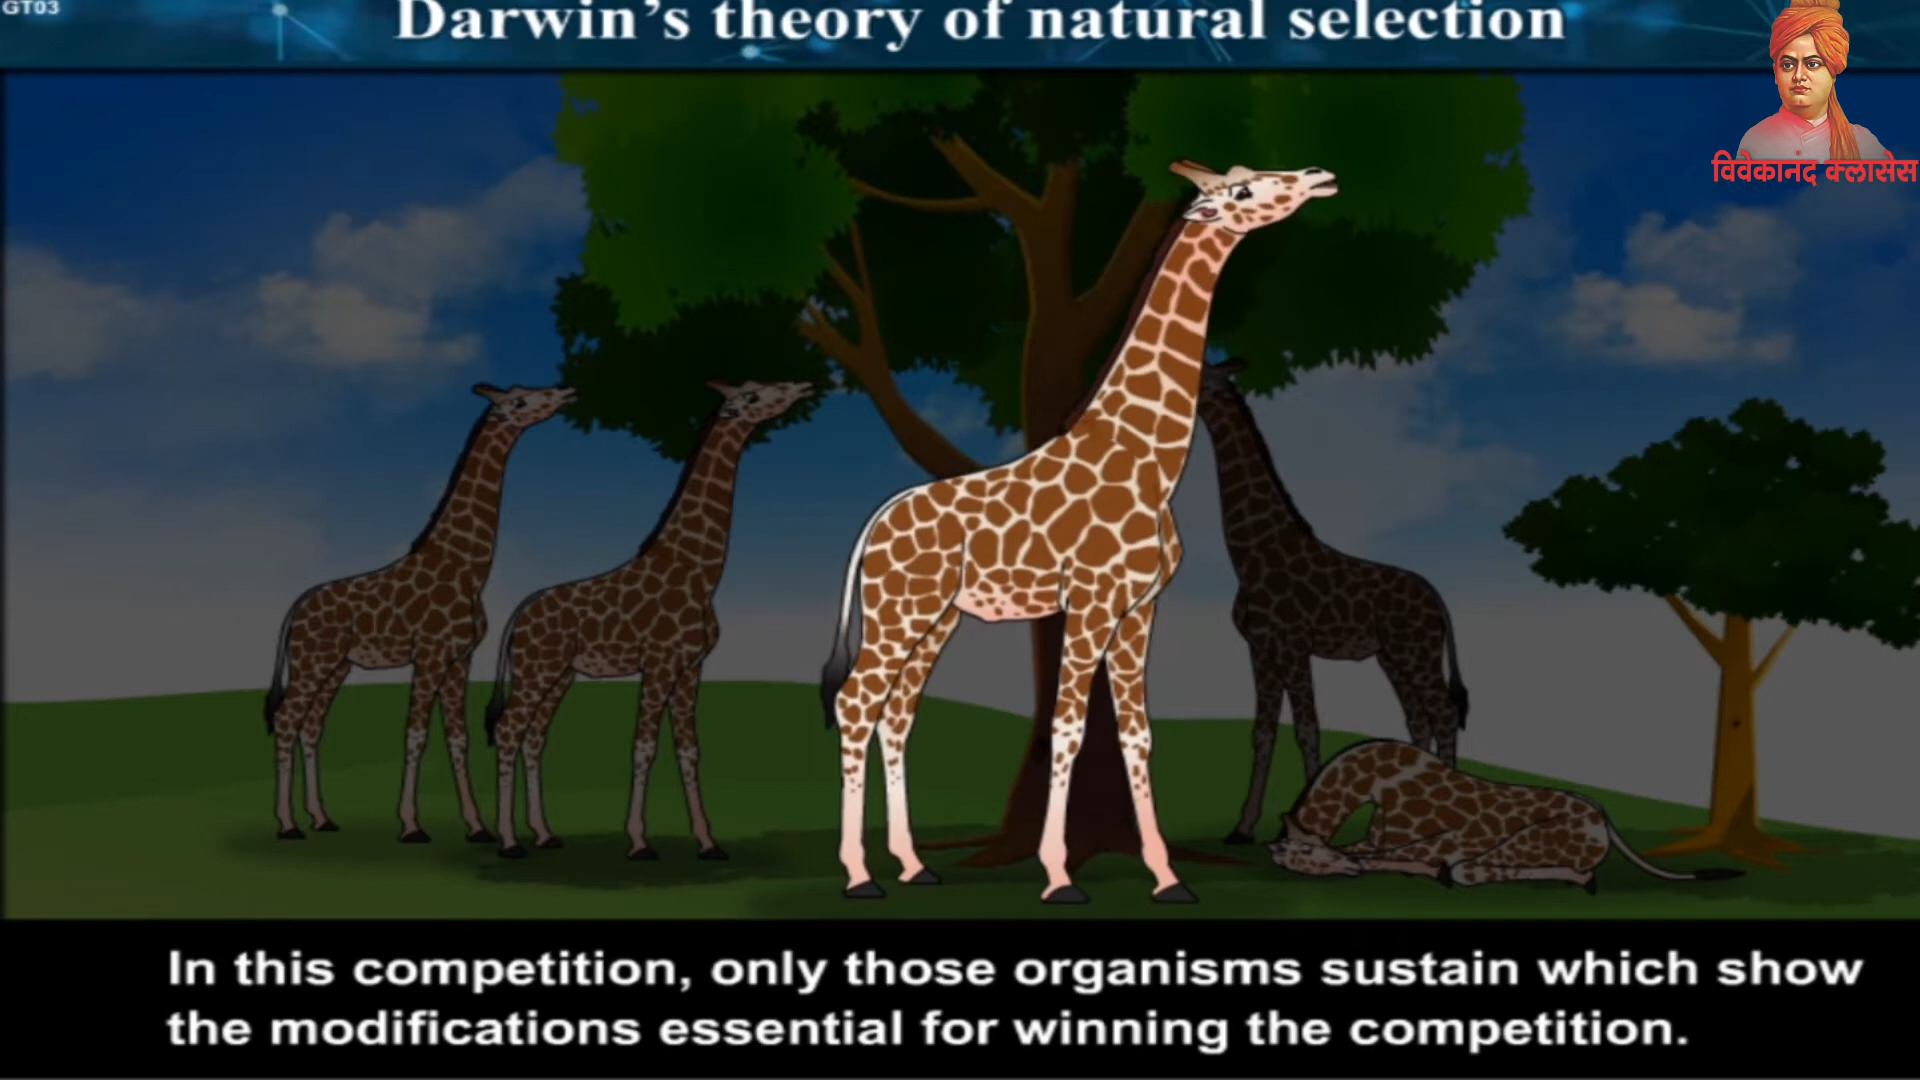 GT03
Darwin's theory of natural selection
विवेकानंद क्लासेस
In this competition, only those organisms sustain which show
the modifications essential for winning the competition.